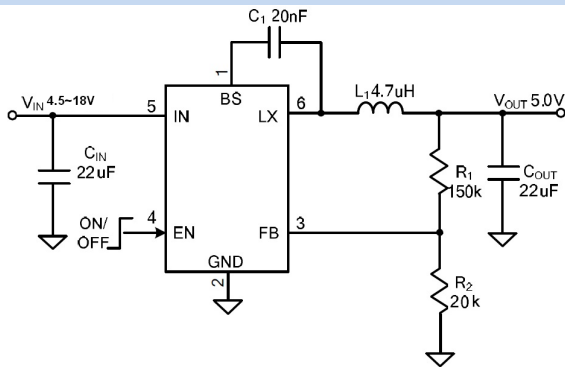 C1 20nF
1
BS
VIN 4.5~18V
5
IN
LX
6
L1 4.7uH
VOUT 5.0V
CIN
22uF
R1
150k
COUT
22uF
ON/
OFF
4
EN
FB
3
GND
2
R2
20k